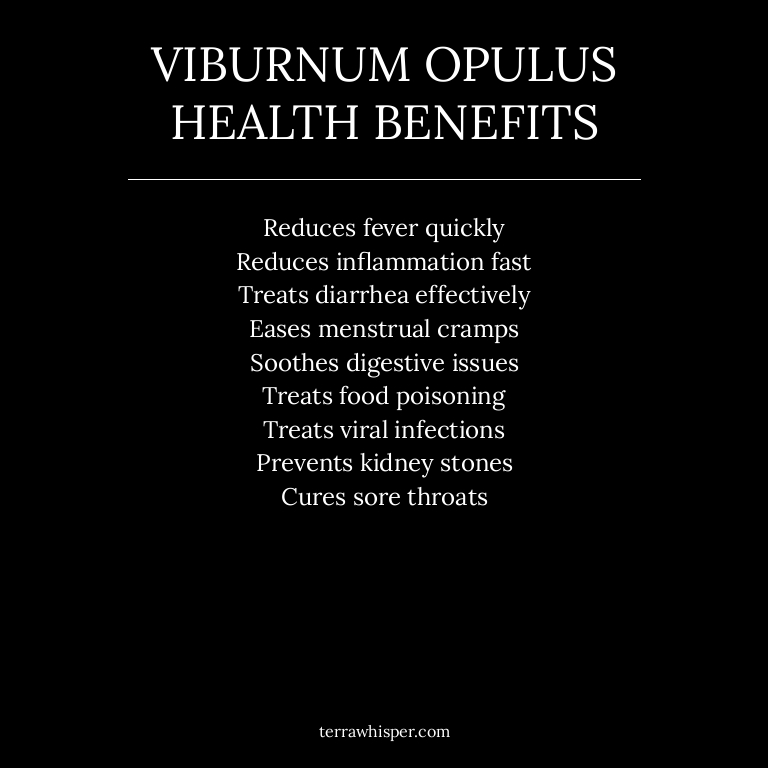 VIBURNUM OPULUS
HEALTH BENEFITS
Reduces fever quickly
Reduces inflammation fast
Treats diarrhea effectively
Eases menstrual cramps
Soothes digestive issues
Treats food poisoning
Treats viral infections
Prevents kidney stones
Cures sore throats
terrawhisper.com